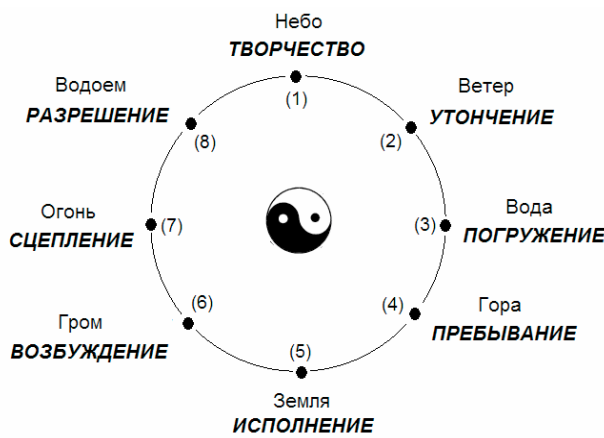 Небо
ТВОРЧЕСТВО
(1)
Ветер
УТОНЧЕНИЕ
(2)
Вода
(3)
ПОГРУЖЕНИЕ
(4)
Гора
ПРЕБЫВАНИЕ
(5)
Земля
ИСПОЛНЕНИЕ
(6)
Гром
ВОЗБУЖДЕНИЕ
Огонь
(7)
СЦЕПЛЕНИЕ
Водоем
РАЗРЕШЕНИЕ
(8)